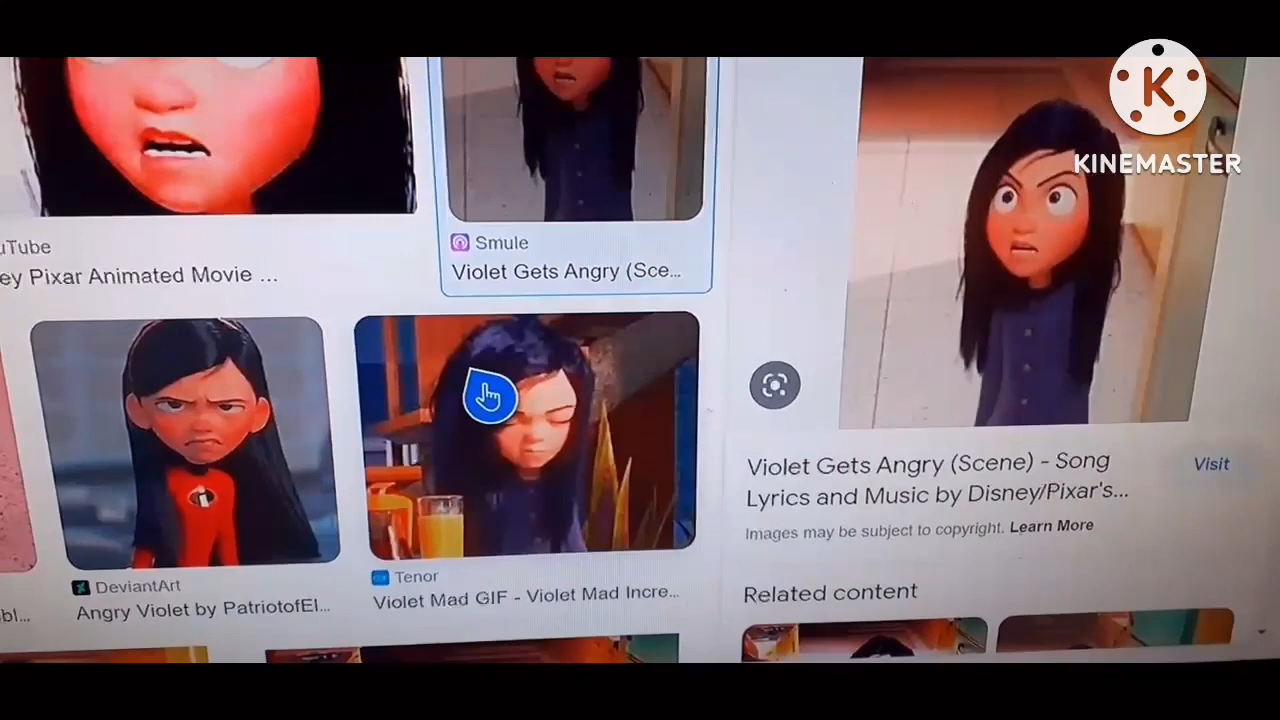 K
KINEMASTER
uTube
ey Pixar Animated Movie ...
Smule
Violet Gets Angry (Sce...
Violet Gets Angry (Scene) - Song
Lyrics and Music by Disney/Pixar's...
Visit
Images may be subject to copyright. Learn More
DeviantArt
Angry Violet by PatriotofEl...
Tenor
Violet Mad GIF - Violet Mad Incre...
bl...
Related content